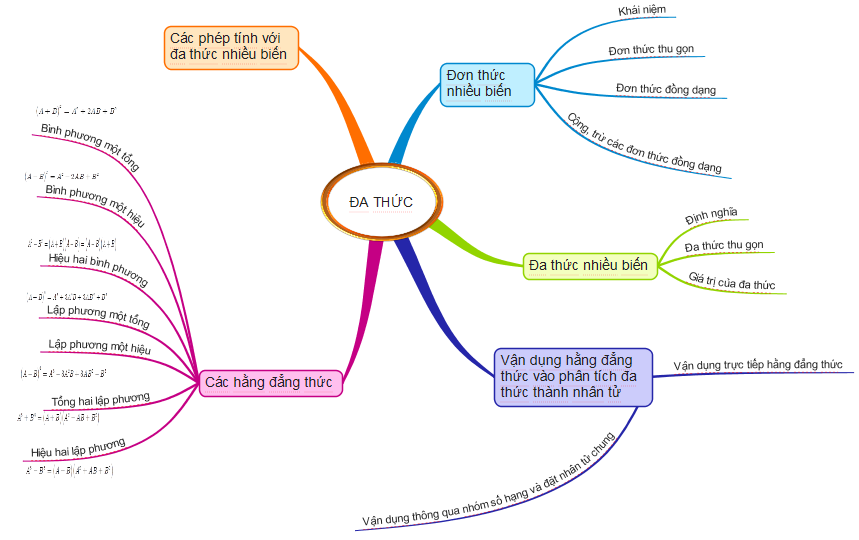 ĐA THỨC
Các phép tính với
đa thức nhiều biến
Đơn thức
nhiều biến
Khái niệm
Đơn thức thu gọn
Đơn thức đồng dạng
Cộng, trừ các đơn thức đồng dạng
Đa thức nhiều biến
Định nghĩa
Đa thức thu gọn
Giá trị của đa thức
Vận dụng hằng đẳng
thức vào phân tích đa
thức thành nhân tử
Vận dụng trực tiếp hằng đẳng thức
Vận dụng thông qua nhóm số hạng và đặt nhân tử chung
Các hằng đẳng thức
Bình phương một tổng
Bình phương một hiệu
Hiệu hai bình phương
Lập phương một tổng
Lập phương một hiệu
Tổng hai lập phương
Hiệu hai lập phương